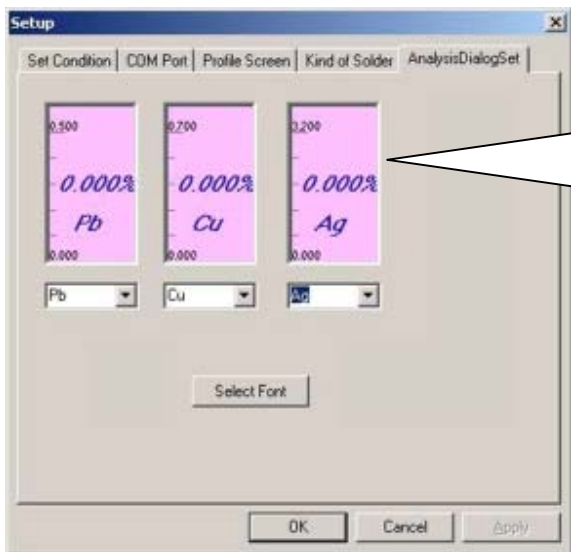 Setup
Set Condition COM Port Profile Screen Kind of Solder AnalysisDialogSet
0.500 0.700 3.200
0.000% 0.000% 0.000%
Pb Cu Ag
0.000 0.000 0.000
Pb Cu Ag
Select Font
OK Cancel Apply